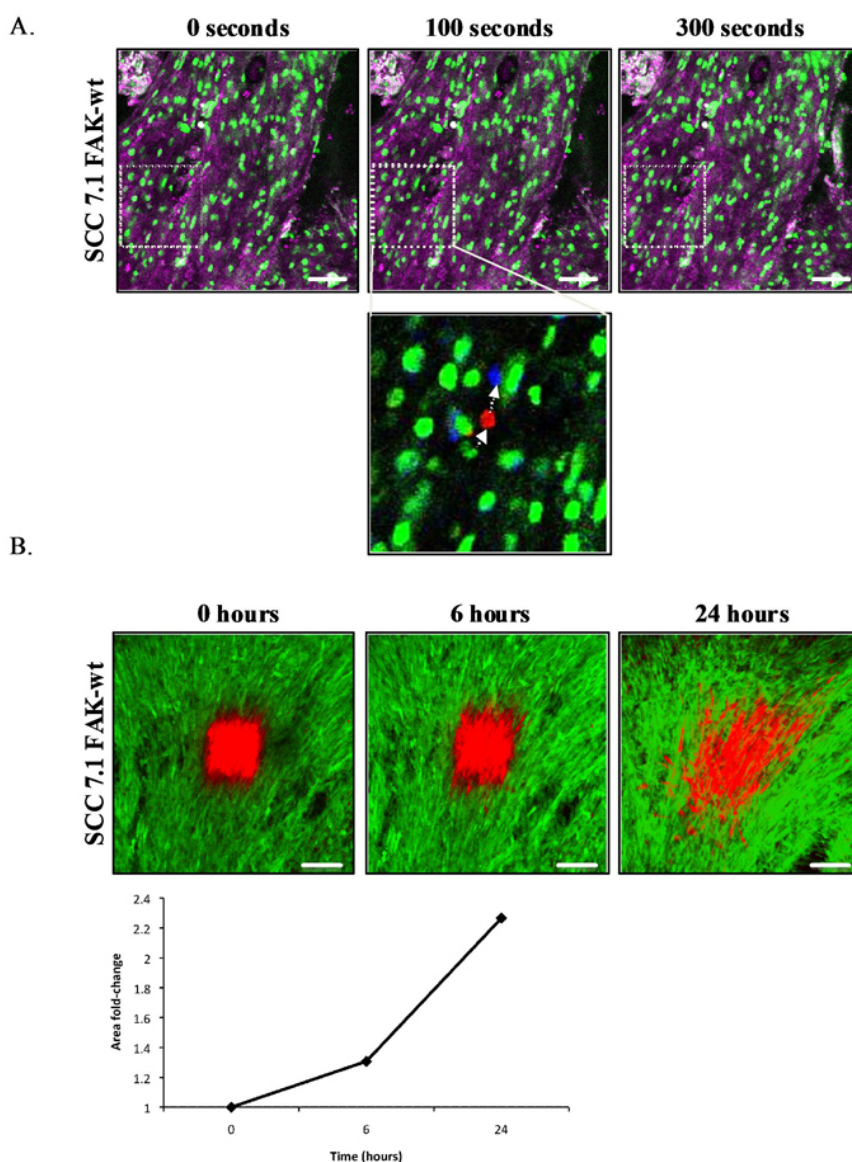 A.
0 seconds 100 seconds 300 seconds
SCC 7.1 FAK-wt
B.
0 hours 6 hours 24 hours
SCC 7.1 FAK-wt
2.4
2.2
2
1.8
1.6
1.4
1.2
1
Area fold-change
0 6 24
Time (hours)